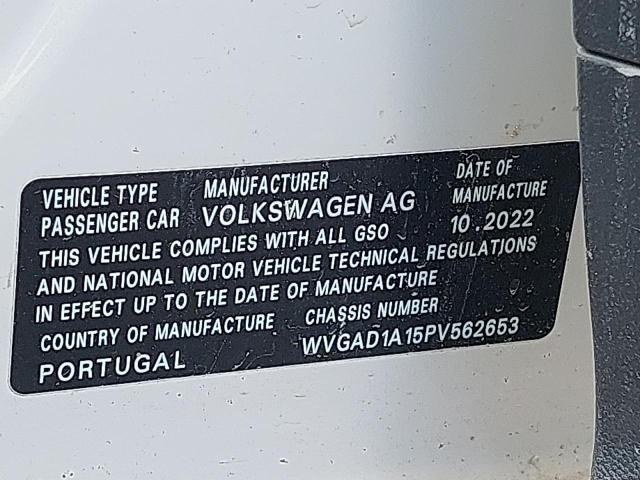 VEHICLE TYPE MANUFACTURER DATE OF
PASSENGER CAR VOLKSWAGEN AG MANUFACTURE
10.2022
THIS VEHICLE COMPLIES WITH ALL GSO
AND NATIONAL MOTOR VEHICLE TECHNICAL REGULATIONS
IN EFFECT UP TO THE DATE OF MANUFACTURE
COUNTRY OF MANUFACTURE CHASSIS NUMBER
PORTUGAL WVGAD1A15PV562653